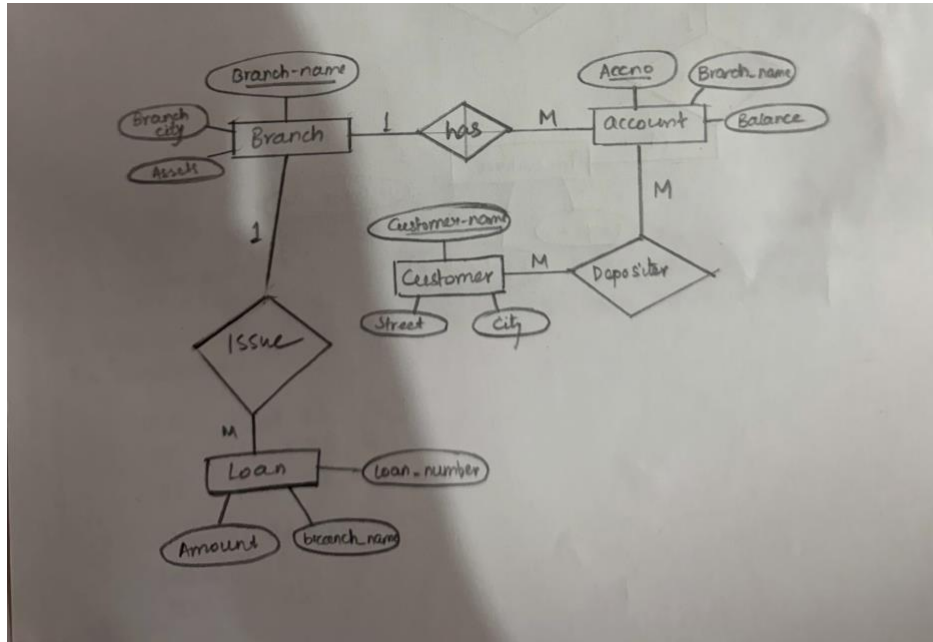 Branch-name
Branch
city
Assets
Branch
1
has
M
Accno
Branch_name
account
Balance
M
Customer-name
Customer
M
Depositer
Street
City
1
Issue
M
Loan
loan_number
Amount
branch_name